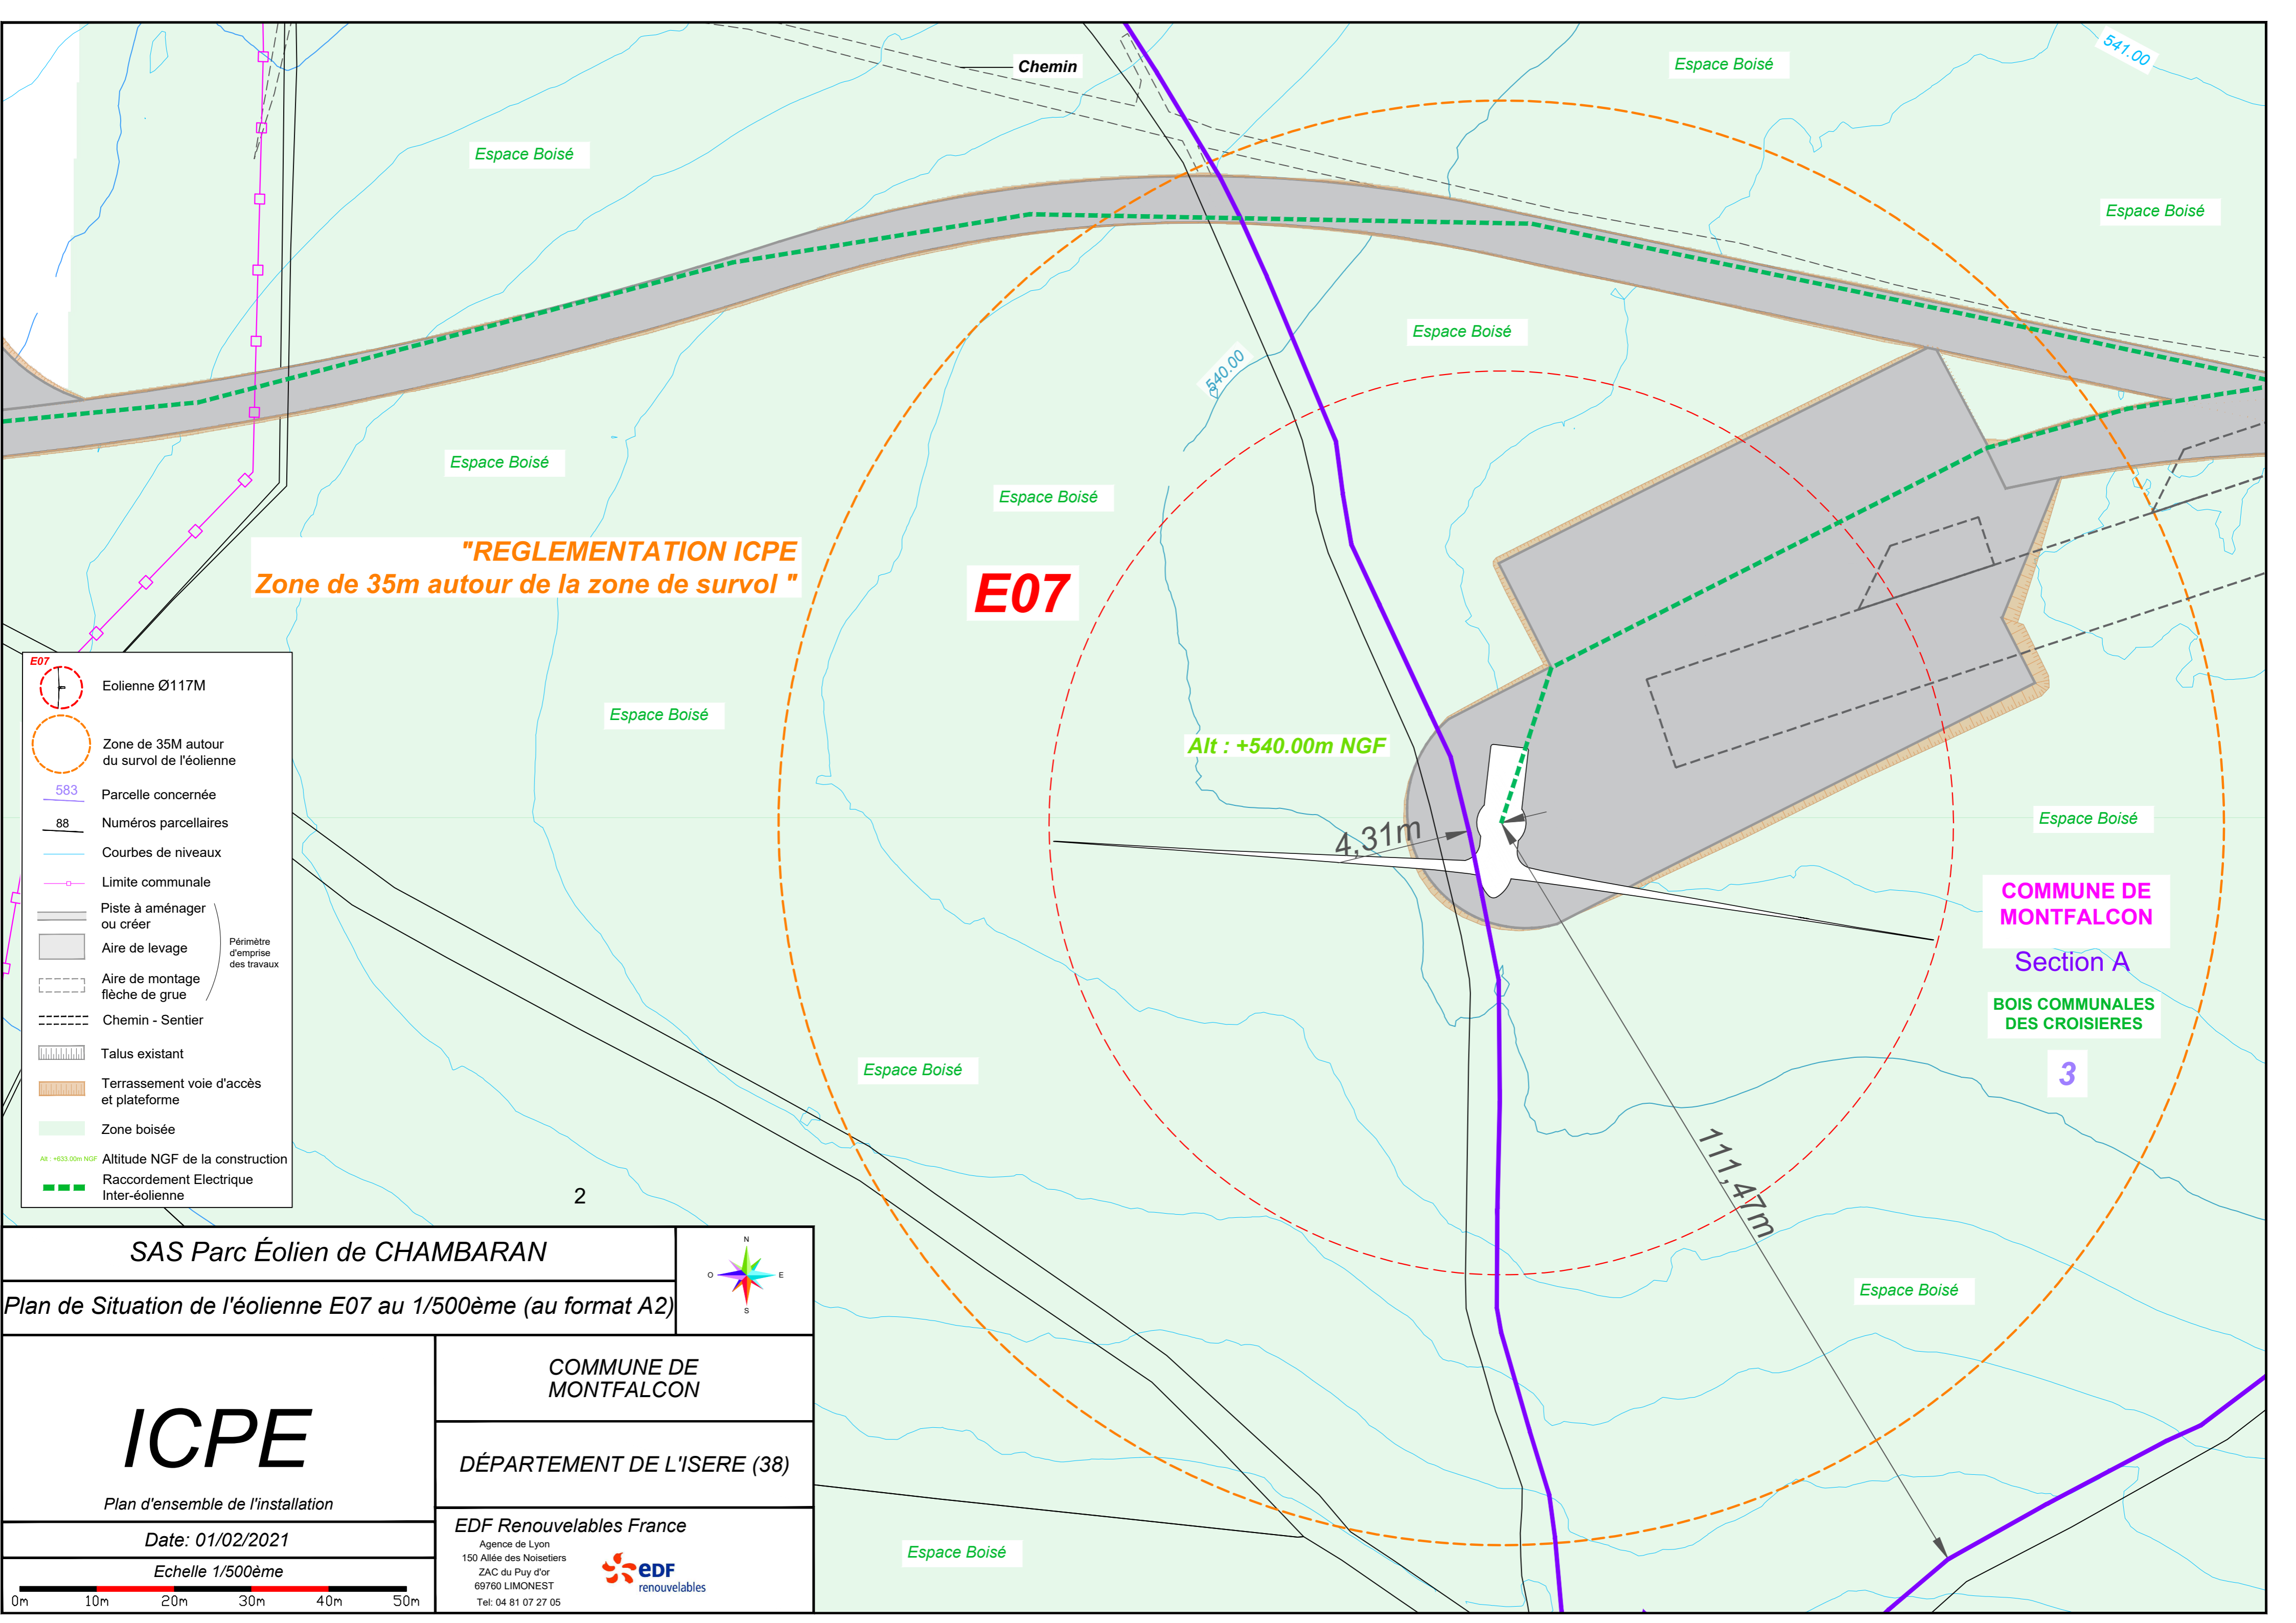 Chemin
Espace Boisé
541.00
Espace Boisé
Espace Boisé
Espace Boisé
540.00
Espace Boisé
Espace Boisé
"REGLEMENTATION ICPE
Zone de 35m autour de la zone de survol "
E07
Espace Boisé
Alt : +540.00m NGF
4,31m
Espace Boisé
COMMUNE DE
MONTFALCON
Section A
BOIS COMMUNALES
DES CROISIERES
3
Espace Boisé
111,47m
Espace Boisé
Espace Boisé
2
E07
Eolienne Ø117M
Zone de 35M autour
du survol de l'éolienne
583
Parcelle concernée
88
Numéros parcellaires
Courbes de niveaux
Limite communale
Piste à aménager
ou créer
Aire de levage
Aire de montage
flèche de grue
Périmètre
d'emprise
des travaux
Chemin - Sentier
Talus existant
Terrassement voie d'accès
et plateforme
Zone boisée
Alt : +633.00m NGF
Altitude NGF de la construction
Raccordement Electrique
Inter-éolienne
SAS Parc Éolien de CHAMBARAN
N
O
E
S
Plan de Situation de l'éolienne E07 au 1/500ème (au format A2)
ICPE
Plan d'ensemble de l'installation
Date: 01/02/2021
Echelle 1/500ème
0m 10m 20m 30m 40m 50m
COMMUNE DE
MONTFALCON
DÉPARTEMENT DE L'ISERE (38)
EDF Renouvelables France
Agence de Lyon
150 Allée des Noisetiers
ZAC du Puy d'or
69760 LIMONEST
Tel: 04 81 07 27 05
eDF
renouvelables